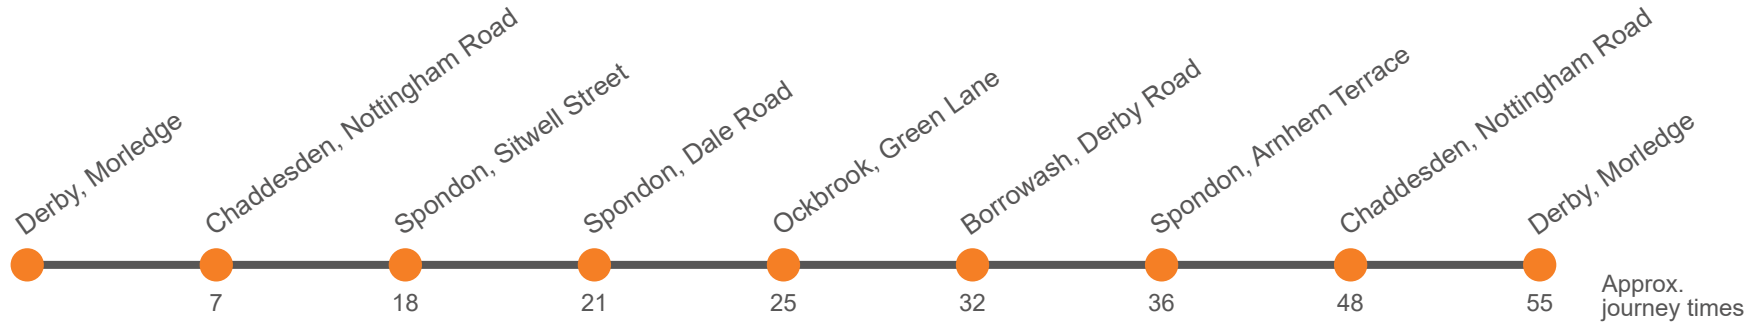 Derby, Morledge
Chaddesden, Nottingham Road
Spondon, Sitwell Street
Spondon, Dale Road
Ockbrook, Green Lane
Borrowash, Derby Road
Spondon, Arnhem Terrace
Chaddesden, Nottingham Road
Derby, Morledge
7
18
21
25
32
36
48
55
Approx.
journey times